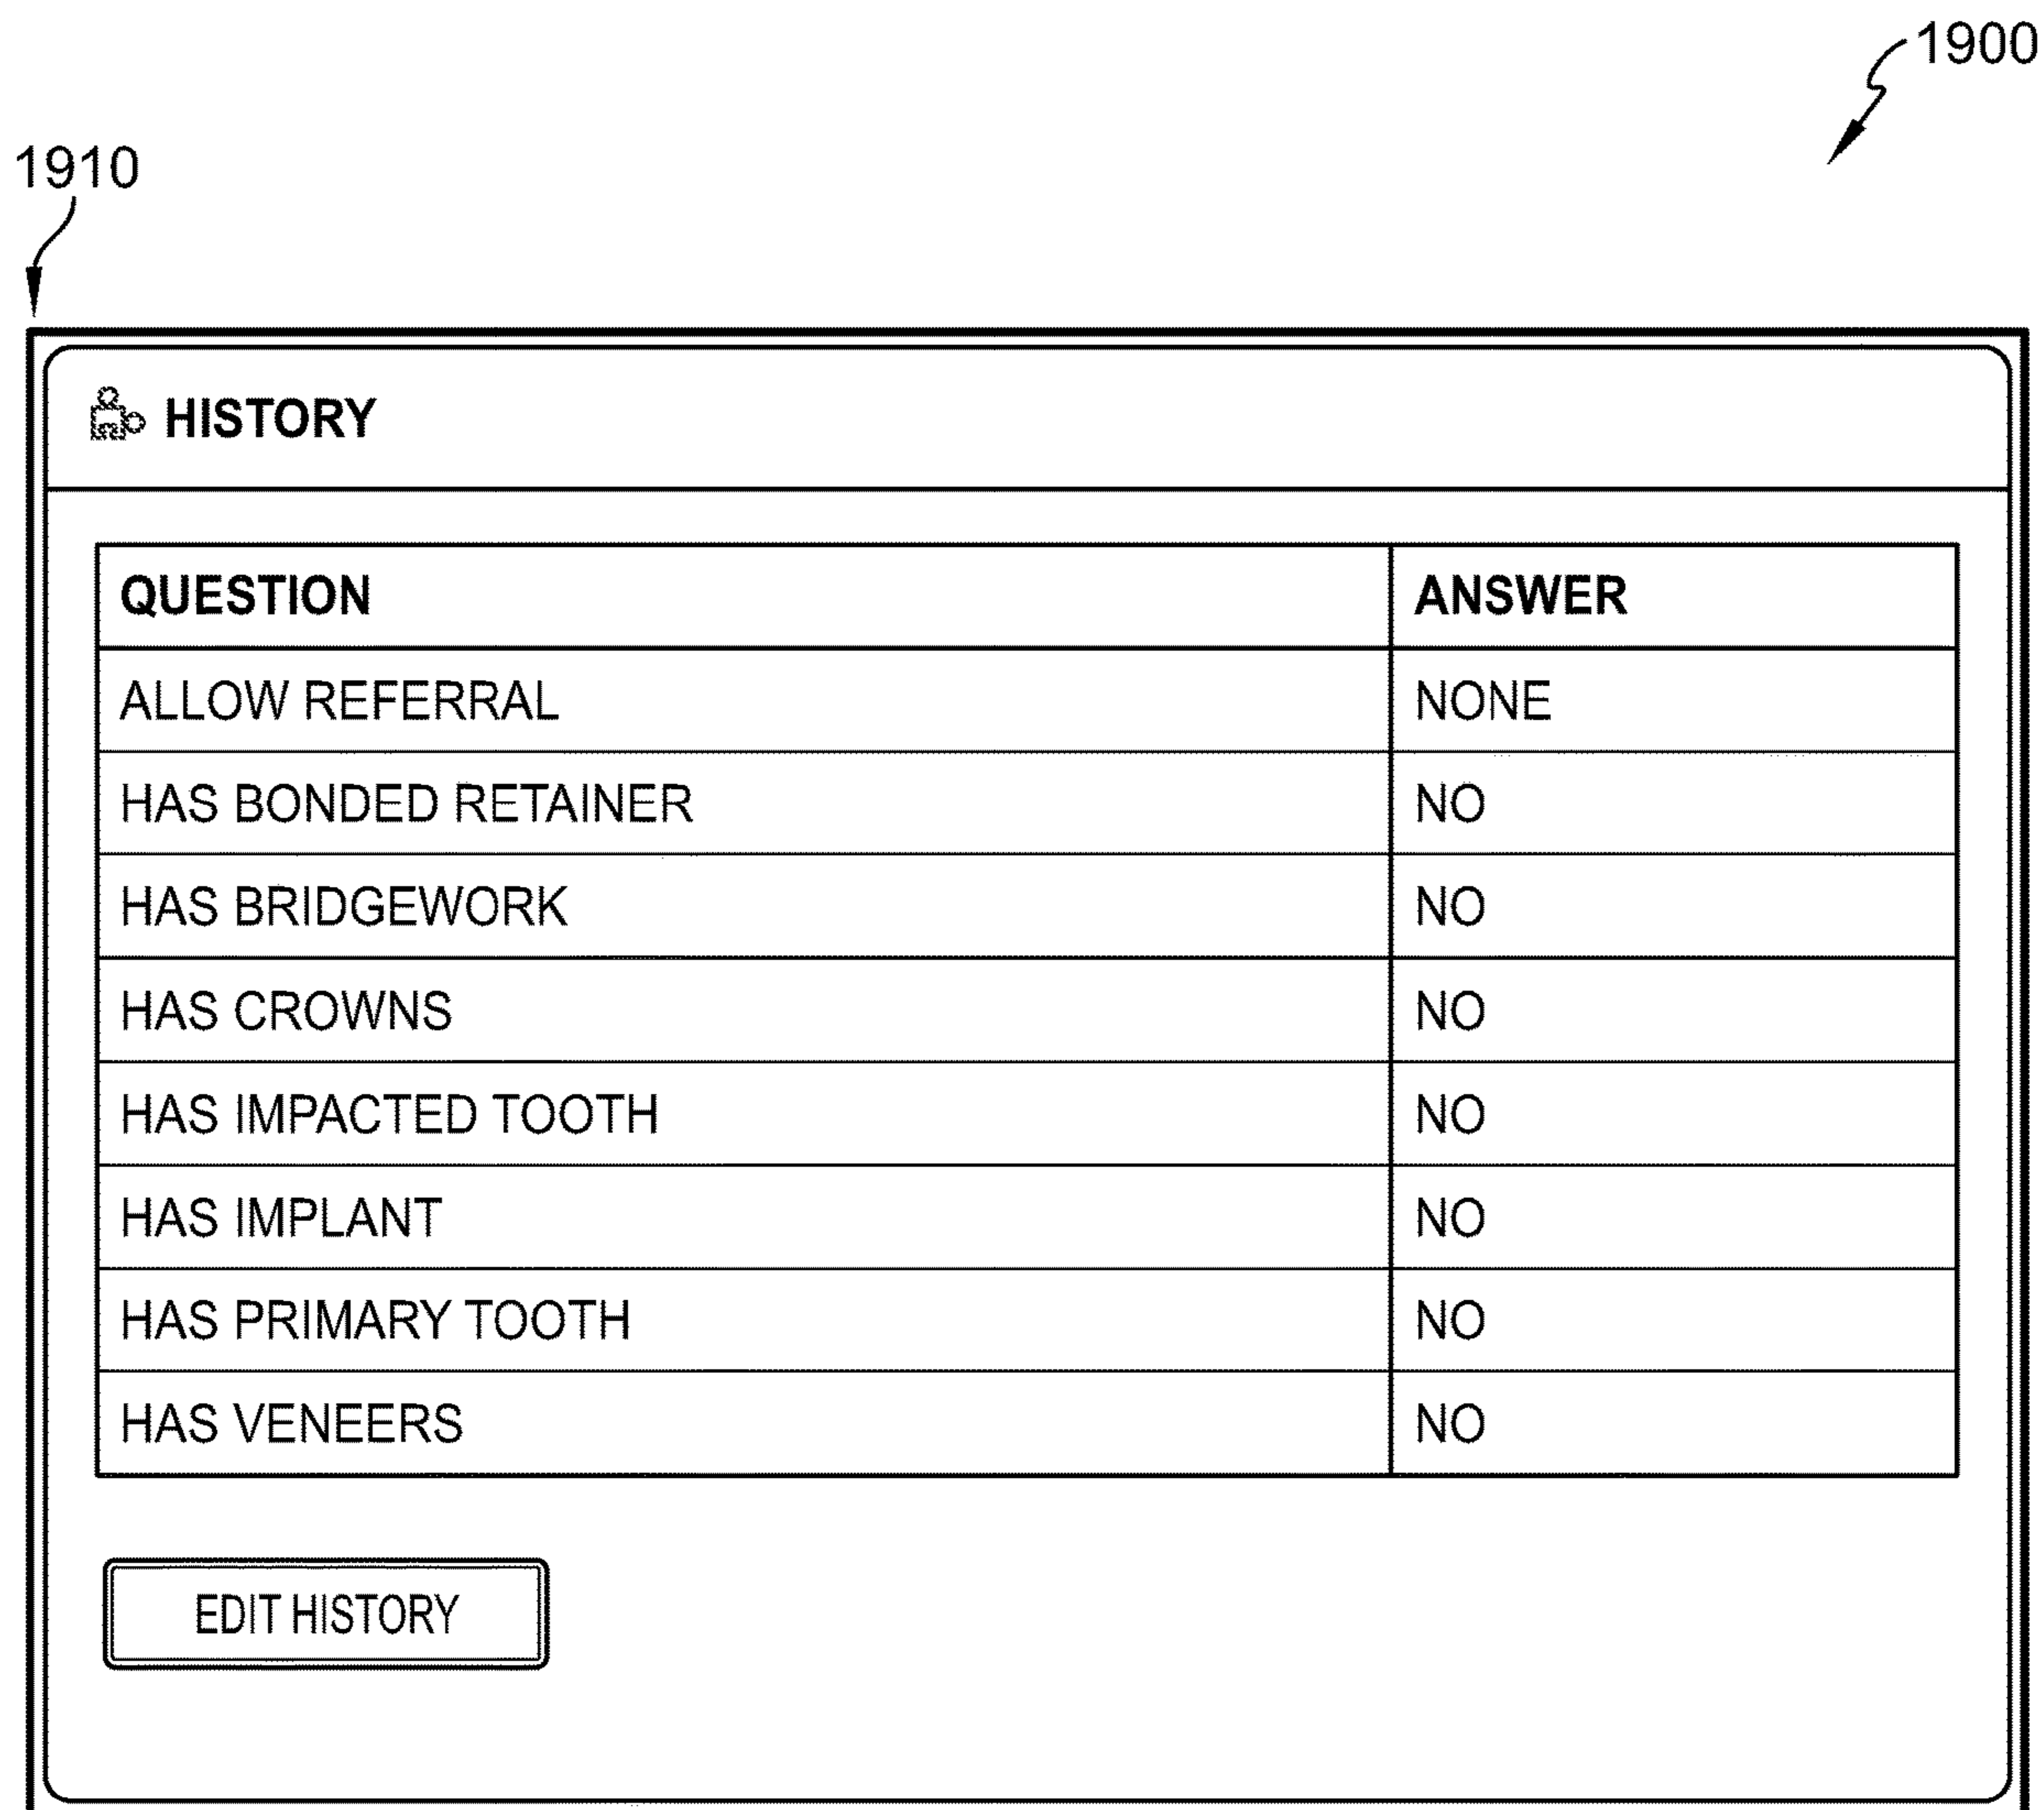 1900
1910
HISTORY
QUESTION ANSWER
ALLOW REFERRAL NONE
HAS BONDED RETAINER NO
HAS BRIDGEWORK NO
HAS CROWNS NO
HAS IMPACTED TOOTH NO
HAS IMPLANT NO
HAS PRIMARY TOOTH NO
HAS VENEERS NO
EDIT HISTORY